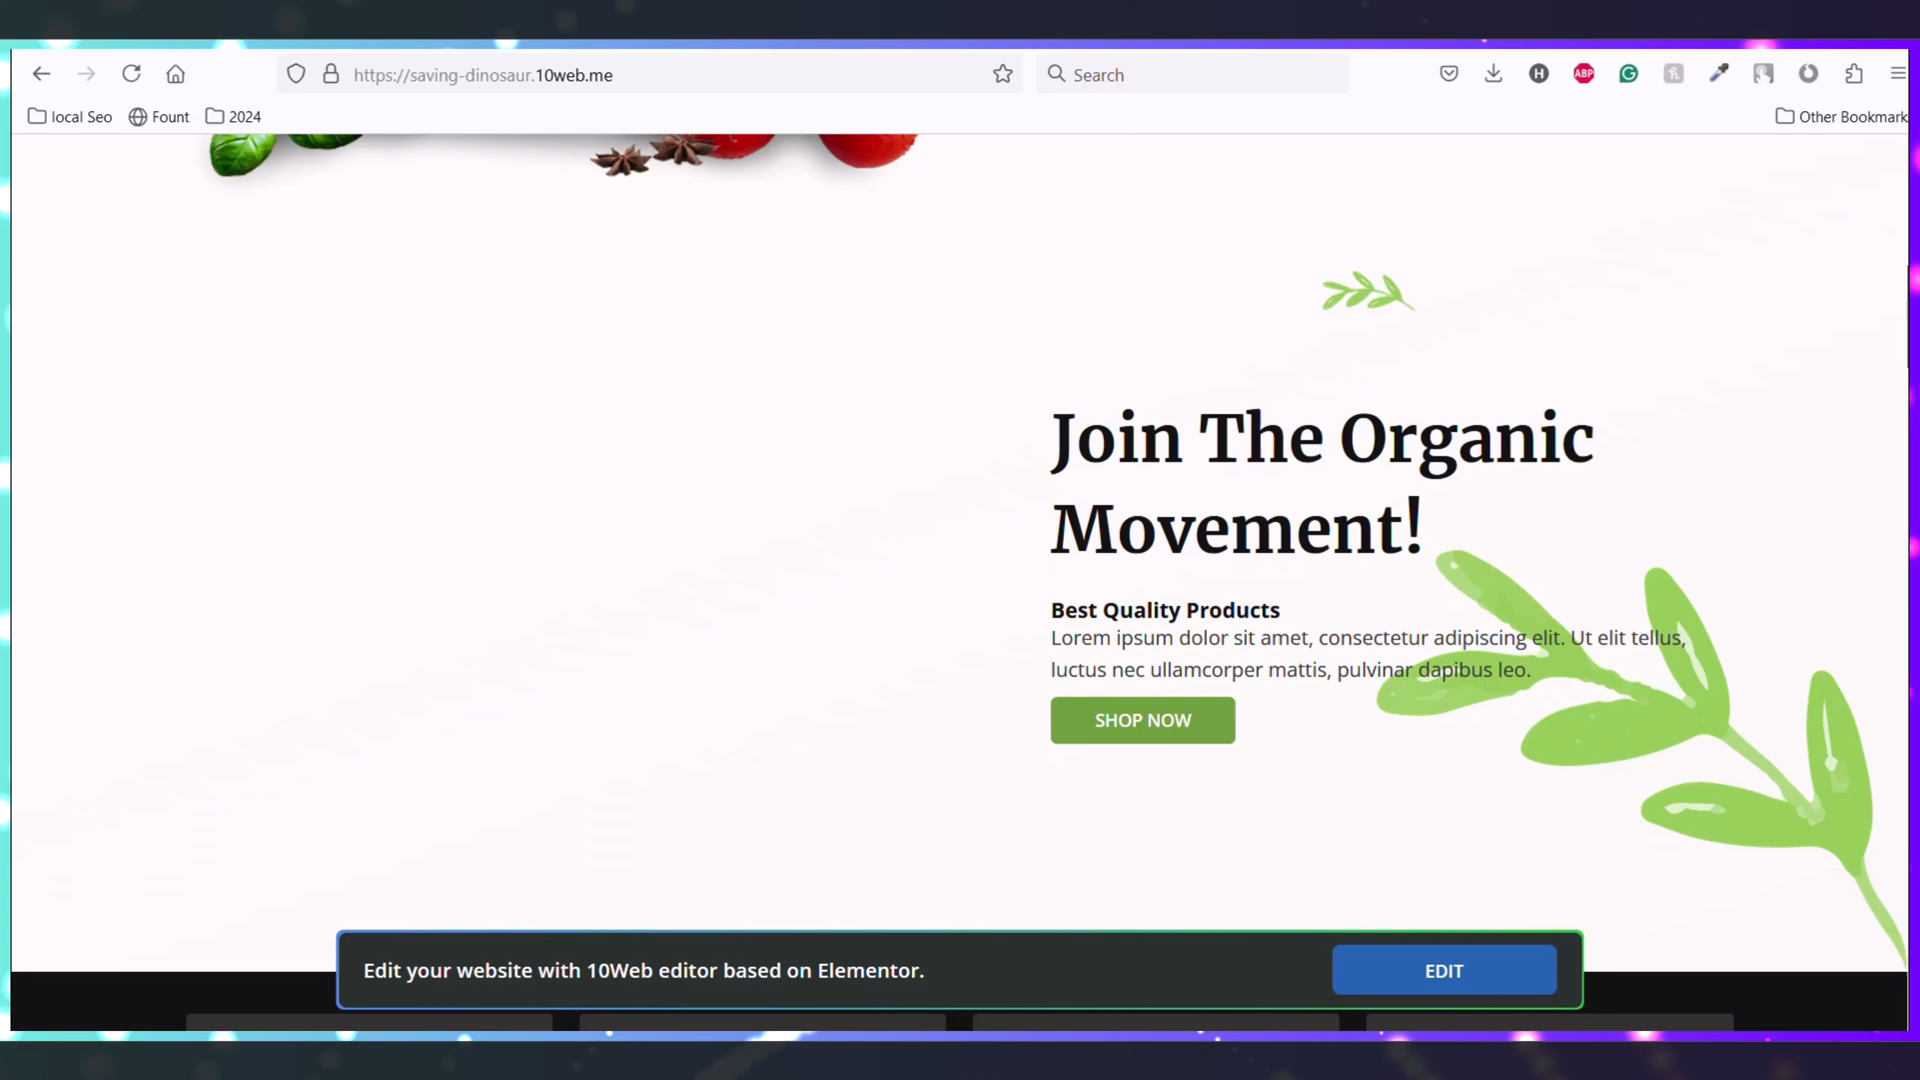 https://saving-dinosaur.10web.me
Search
H
ABP
G
local Seo
Fount
2024
Other Bookmark
Join The Organic
Movement!
Best Quality Products
Lorem ipsum dolor sit amet, consectetur adipiscing elit. Ut elit tellus,
luctus nec ullamcorper mattis, pulvinar dapibus leo.
SHOP NOW
Edit your website with 10Web editor based on Elementor.
EDIT